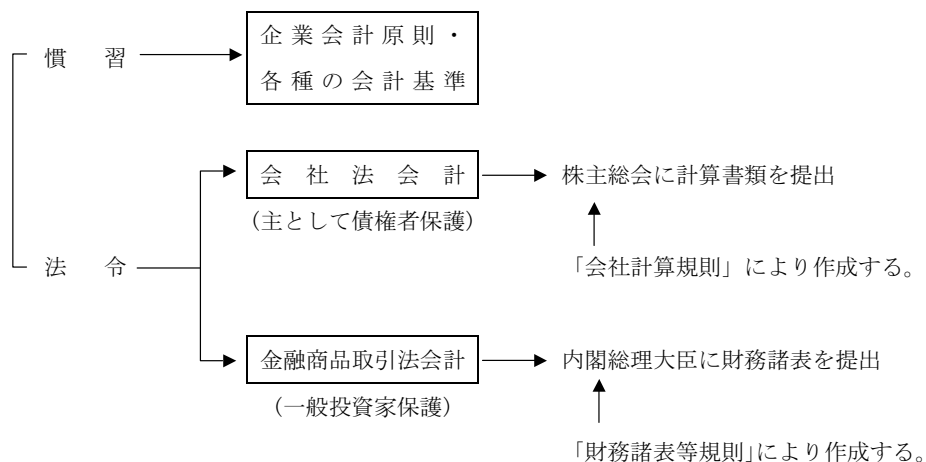 慣習
企業会計原則・
各種の会計基準
会社法会計
株主総会に計算書類を提出
(主として債権者保護)
法令
「会社計算規則」により作成する。
金融商品取引法会計
内閣総理大臣に財務諸表を提出
(一般投資家保護)
「財務諸表等規則」により作成する。